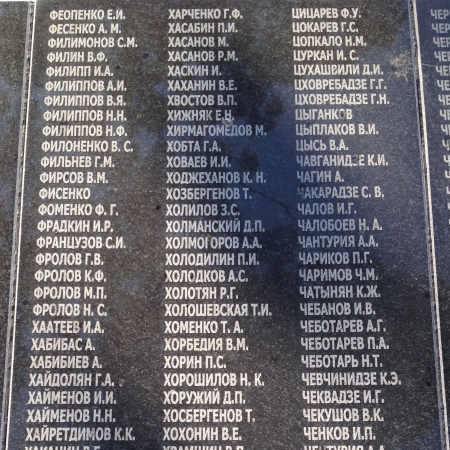 ФЕОПЕНКО Е.И.
ФЕСЕНКО А. М.
ФИЛИМОНОВ С.М.
ФИЛИН В.Ф.
ФИЛИПП И.А.
ФИЛИППОВ А.И.
ФИЛИППОВ В.Я.
ФИЛИППОВ Н.Н.
ФИЛИППОВ Н.Ф.
ФИЛОНЕНКО В. С.
ФИЛЬНЕВ Г.М.
ФИРСОВ В.М.
ФИСЕНКО
ФОМЕНКО Ф. Г.
ФРАДКИН И.Р.
ФРАНЦУЗОВ С.И.
ФРОЛОВ Г.В.
ФРОЛОВ К.Ф.
ФРОЛОВ М.П.
ФРОЛОВ Н. С.
ХААТЕЕВ И.А.
ХАБИБАС А.
ХАБИБИЕВ А.
ХАЙДОЛЯН Г.А.
ХАЙМЕНОВ И.И.
ХАЙМЕНОВ Н.Н.
ХАЙРЕТДИМОВ К.К.
ХАРЧЕНКО Г.Ф.
ХАСАБИН П.И.
ХАСАНОВ М.
ХАСАНОВ Р.М.
ХАСКИН И.
ХАХАНИН В.Е.
ХВОСТОВ В.П.
ХИЖНЯК Е.Н.
ХИРМАГОМЕДОВ М.
ХОБТА Г.А.
ХОВАЕВ И.И.
ХОДЖЕХАНОВ К. Н.
ХОЗБЕРГЕНОВ Т.
ХОЛИЛОВ З.С.
ХОЛМАНСКИЙ Д.П.
ХОЛМОГОРОВ А.А.
ХОЛОДИЛИН П.И.
ХОЛОДКОВ А.С.
ХОЛОТЯН Р.Г.
ХОЛОШЕВСКАЯ Т.И.
ХОМЕНКО Т. А.
ХОРБЕДИЯ В.М.
ХОРИН П.С.
ХОРОШИЛОВ Н. К.
ХОРУЖИЙ Д.П.
ХОСБЕРГЕНОВ Т.
ХОХОНИН В.Е.
ЦИЦАРЕВ Ф.У.
ЦОКАРЕВ Г.С.
ЦОПКАЛО Н.М.
ЦУРКАН И. С.
ЦУХАШВИЛИ Д.И.
ЦХОВРЕБАДЗЕ Г.Г.
ЦХОВРЕБАДЗЕ Г.Н.
ЦЫГАНКОВ
ЦЫПЛАКОВ В.И.
ЦЫСЬ В.А.
ЧАВГАНИДЗЕ К.И.
ЧАГИН А.
ЧАКАРАДЗЕ С. В.
ЧАЛОВ И.Г.
ЧАЛОБОЕВ Н. А.
ЧАНТУРИЯ А.А.
ЧАРИКОВ П.Г.
ЧАРИМОВ Ч.М.
ЧАТЫНЯН К.Ж.
ЧЕБАНОВ И.В.
ЧЕБОТАРЕВ А.Г.
ЧЕБОТАРЕВ П.А.
ЧЕБОТАРЬ Н.Т.
ЧЕВЧИНИДЗЕ К.Э.
ЧЕКВАДЗЕ И.Г.
ЧЕКУШОВ В.К.
ЧЕНКОВ И.П.